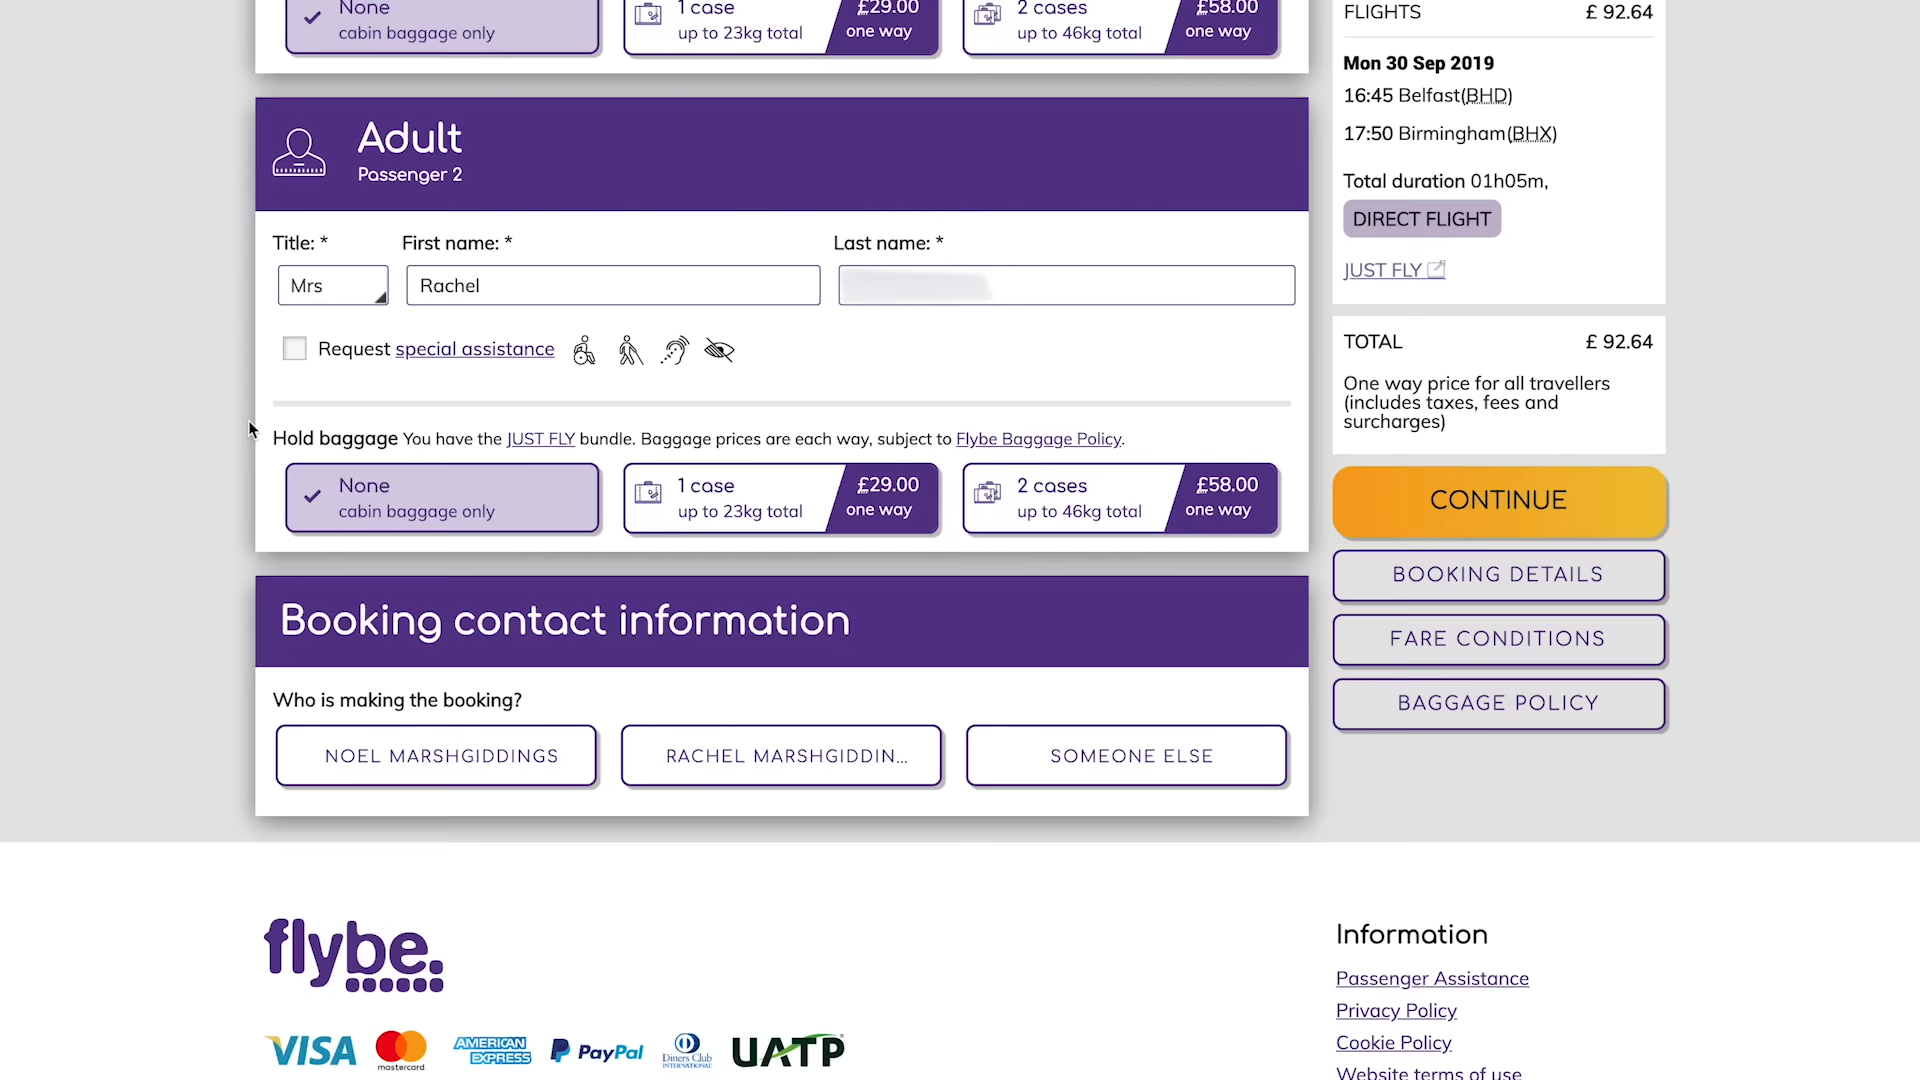 None
cabin baggage only
1 case
up to 23kg total
£29.00
one way
2 cases
up to 46kg total
£58.00
one way
Adult
Passenger 2
Title: *
First name: *
Last name: *
Mrs
Rachel
Request special assistance
Hold baggage You have the JUST FLY bundle. Baggage prices are each way, subject to Flybe Baggage Policy.
None
cabin baggage only
1 case
up to 23kg total
£29.00
one way
2 cases
up to 46kg total
£58.00
one way
Booking contact information
Who is making the booking?
NOEL MARSHGIDDINGS
RACHEL MARSHGIDDIN...
SOMEONE ELSE
FLIGHTS
£ 92.64
Mon 30 Sep 2019
16:45 Belfast(BHD)
17:50 Birmingham(BHX)
Total duration 01h05m,
DIRECT FLIGHT
JUST FLY
TOTAL
£ 92.64
One way price for all travellers
(includes taxes, fees and
surcharges)
CONTINUE
BOOKING DETAILS
FARE CONDITIONS
BAGGAGE POLICY
flybe.
VISA
mastercard
AMERICAN
EXPRESS
PayPal
Diners Club
INTERNATIONAL
UATP
Information
Passenger Assistance
Privacy Policy
Cookie Policy
Website terms of use